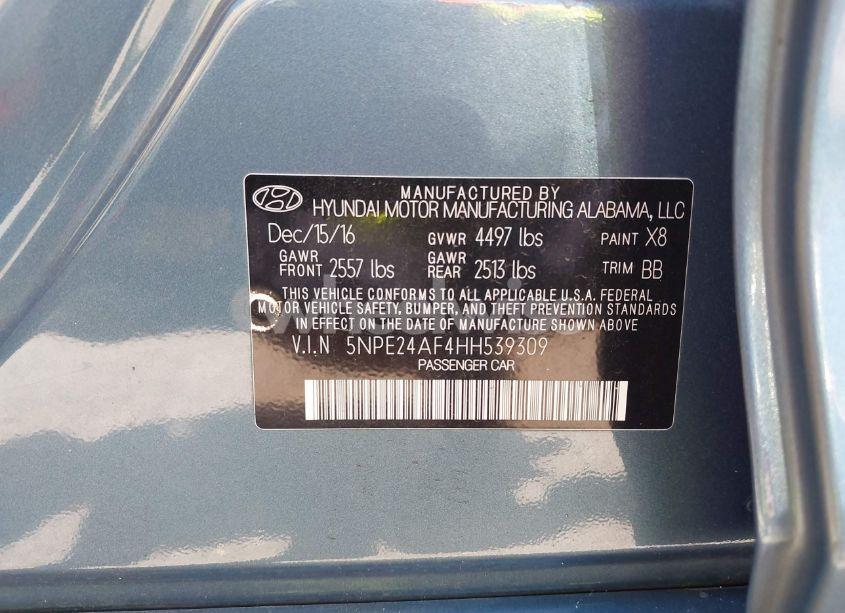 MANUFACTURED BY
HYUNDAI MOTOR MANUFACTURING ALABAMA, LLC
Dec/15/16 GVWR 4497 lbs PAINT X8
GAWR FRONT 2557 lbs GAWR REAR 2513 lbs TRIM BB
THIS VEHICLE CONFORMS TO ALL APPLICABLE U.S.A. FEDERAL
MOTOR VEHICLE SAFETY, BUMPER, AND THEFT PREVENTION STANDARDS
IN EFFECT ON THE DATE OF MANUFACTURE SHOWN ABOVE
V.I.N 5NPE24AF4HH539309
PASSENGER CAR